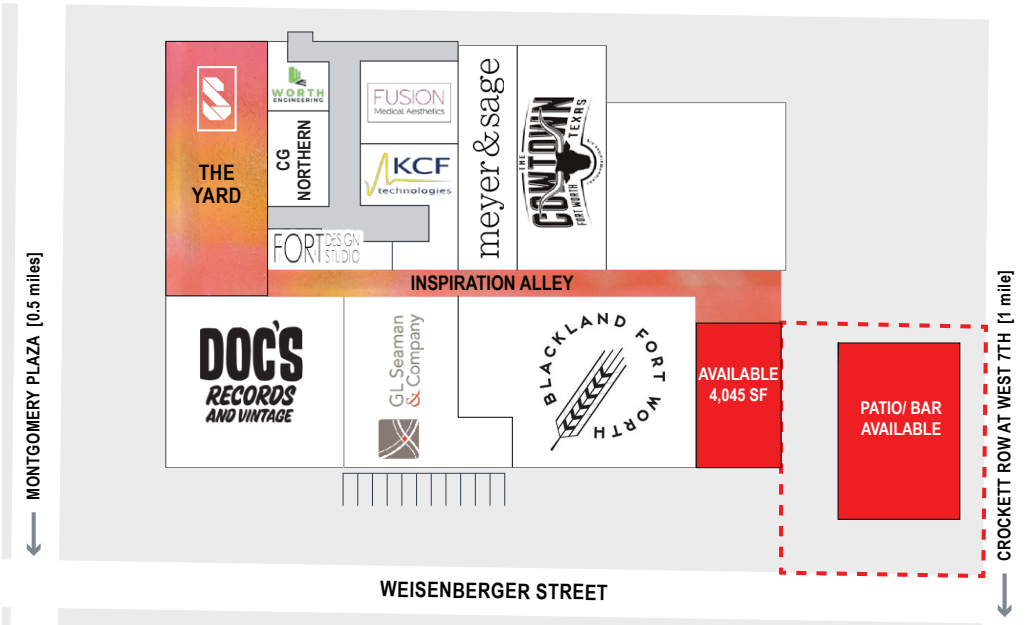 S
THE
YARD
WORTH
ENGINEERING
CG
NORTHERN
FUSION
Medical Aesthetics
KCF
technologies
FORT DESIGN
STUDIO
meyer & sage
THE
COWTOWN
TEXAS
FORT WORTH
INSPIRATION ALLEY
DOC'S
RECORDS
AND VINTAGE
GL Seaman
& Company
BLACKLAND FORT WORTH
AVAILABLE
4,045 SF
PATIO/ BAR
AVAILABLE
MONTGOMERY PLAZA [0.5 miles]
CROCKETT ROW AT WEST 7TH [1 mile]
WEISENBERGER STREET